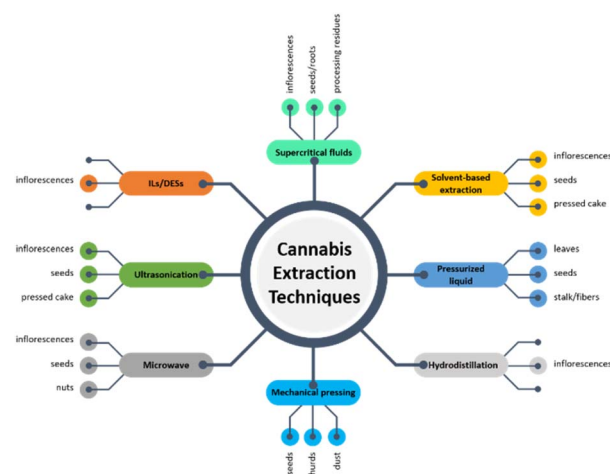 inflorescences
seeds/roots
processing residues
Supercritical fluids
ILs/DESs
inflorescences
Solvent-based
extraction
inflorescences
seeds
pressed cake
Cannabis
Extraction
Techniques
inflorescences
seeds
pressed cake
Ultrasonication
Pressurized
liquid
leaves
seeds
stalk/fibers
inflorescences
seeds
nuts
Microwave
Hydrodistillation
inflorescences
Mechanical pressing
seeds
hurds
dust